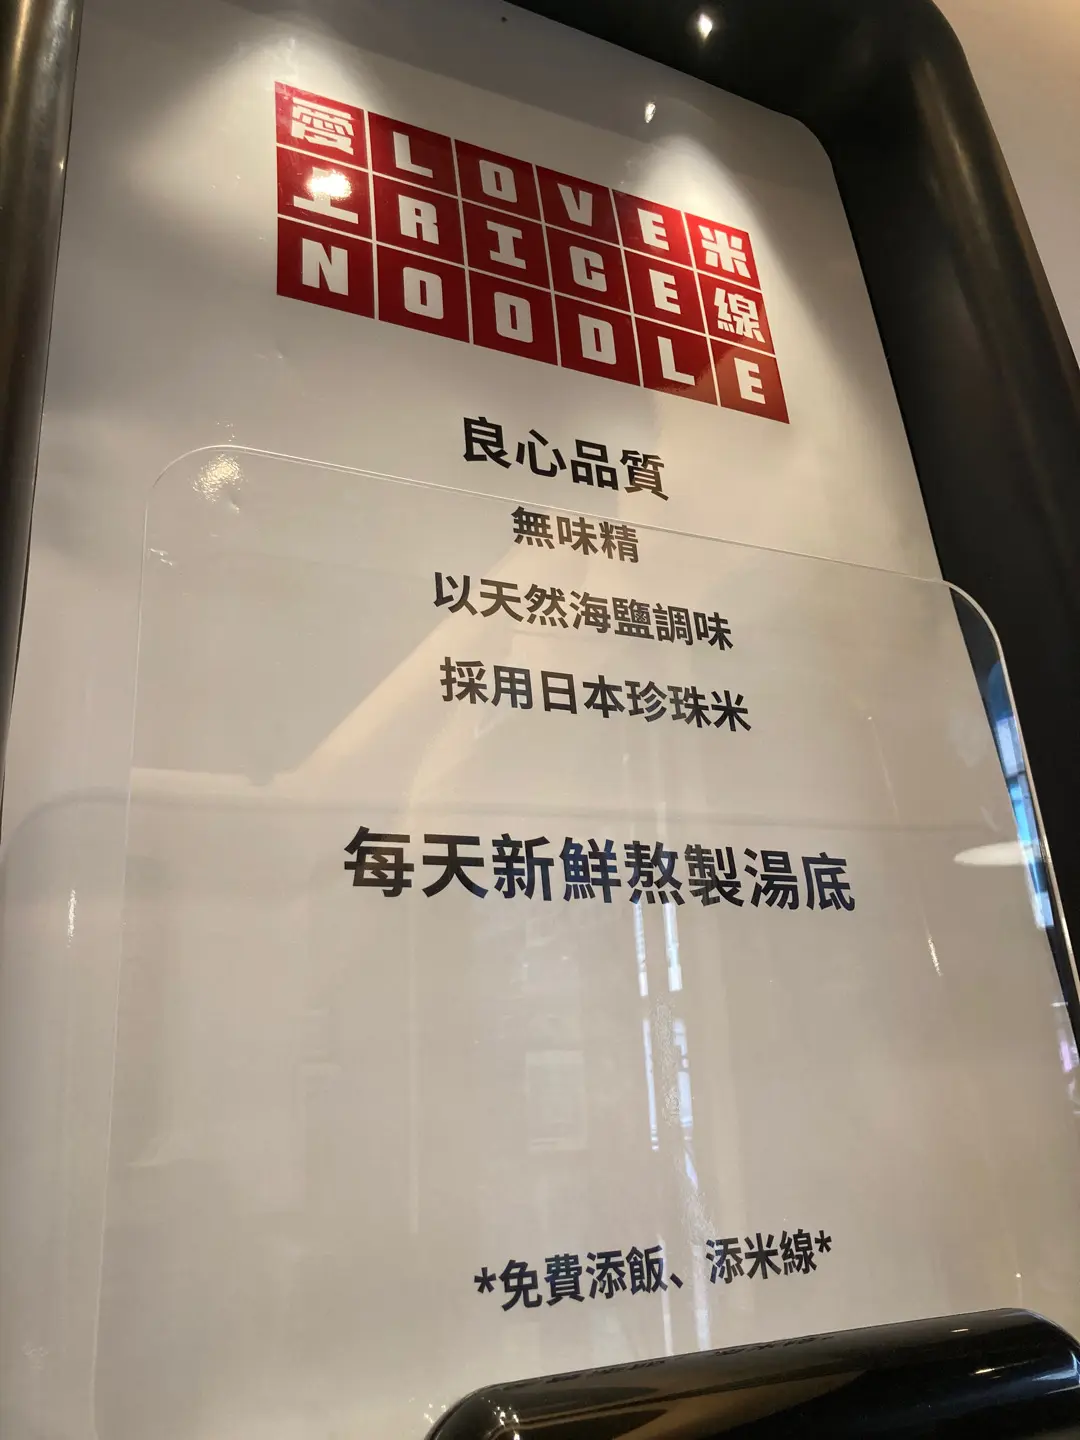 愛LOVE米
上RICE線
NOODLE
良心品質
無味精
以天然海鹽調味
採用日本珍珠米
每天新鮮熬製湯底
*免費添飯、添米線*